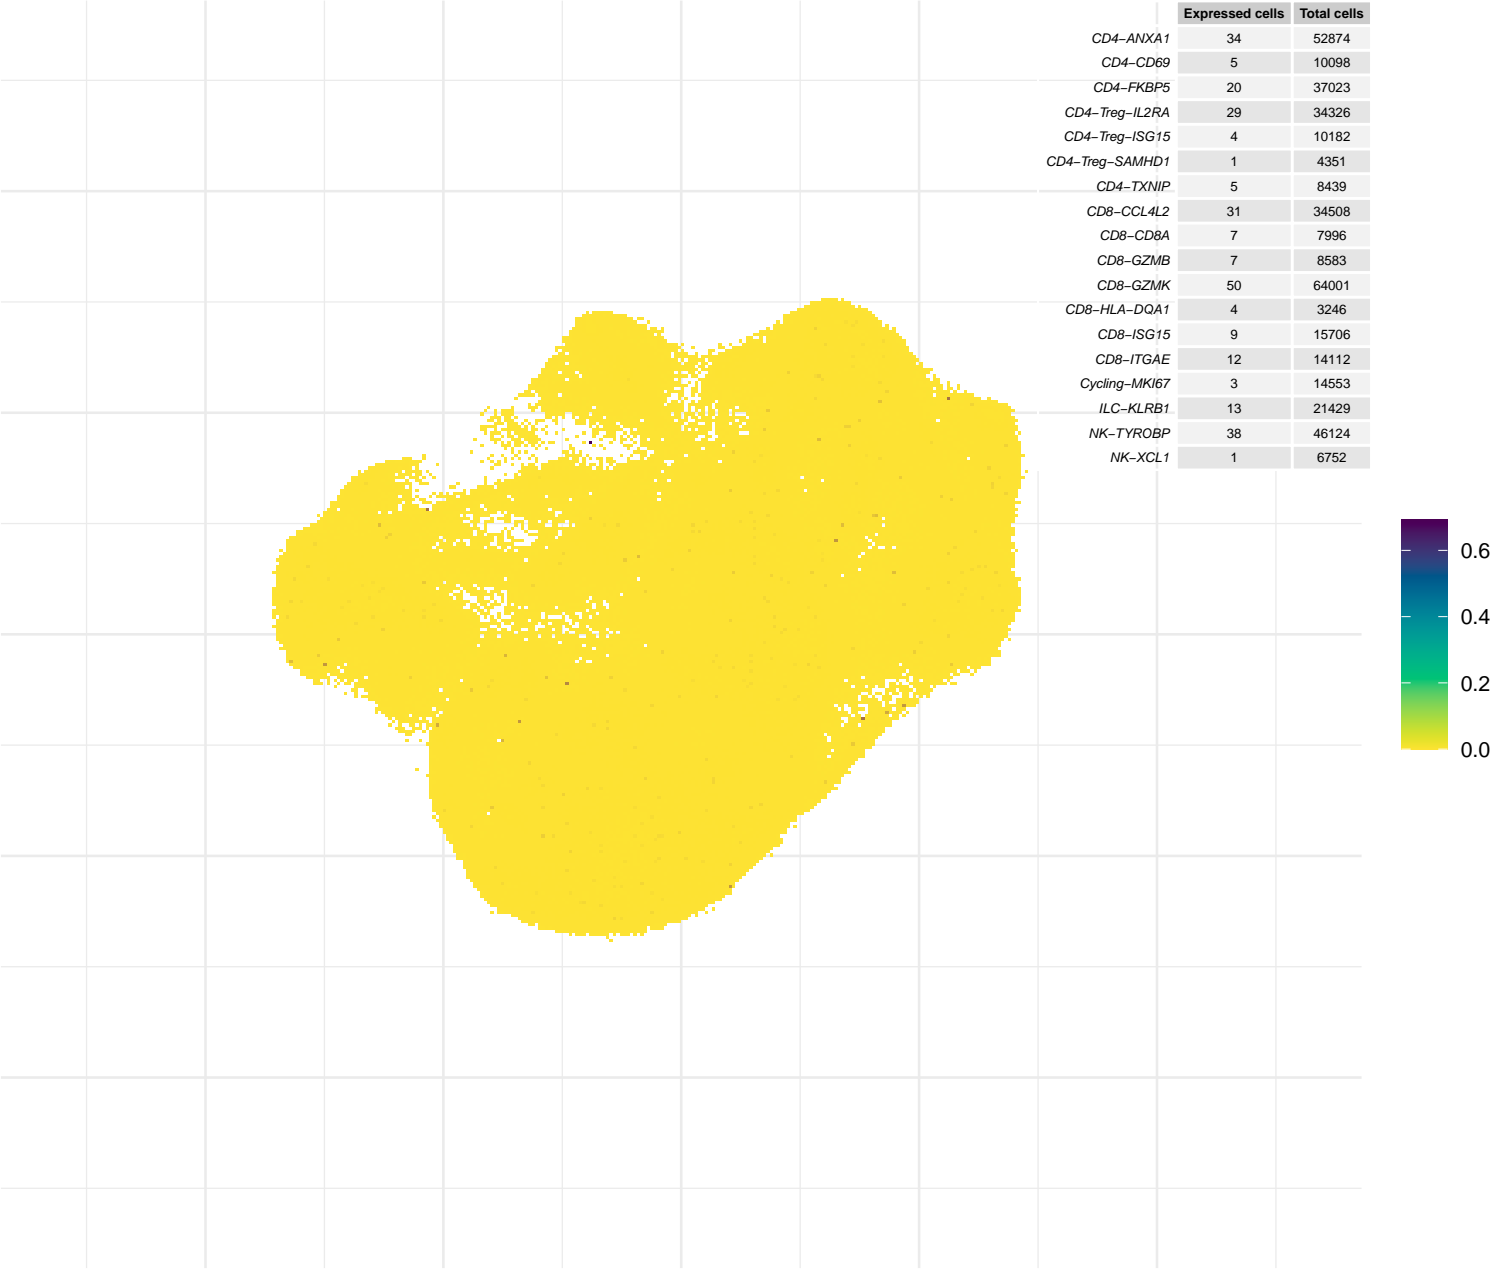 Expressed cells Total cells
CD4−ANXA1 34 52874
CD4−CD69 5 10098
CD4−FKBP5 20 37023
CD4−Treg−IL2RA 29 34326
CD4−Treg−ISG15 4 10182
CD4−Treg−SAMHD1 1 4351
CD4−TXNIP 5 8439
CD8−CCL4L2 31 34508
CD8−CD8A 7 7996
CD8−GZMB 7 8583
CD8−GZMK 50 64001
CD8−HLA−DQA1 4 3246
CD8−ISG15 9 15706
CD8−ITGAE 12 14112
Cycling−MKI67 3 14553
ILC−KLRB1 13 21429
NK−TYROBP 38 46124
NK−XCL1 1 6752
0.6
0.4
0.2
0.0